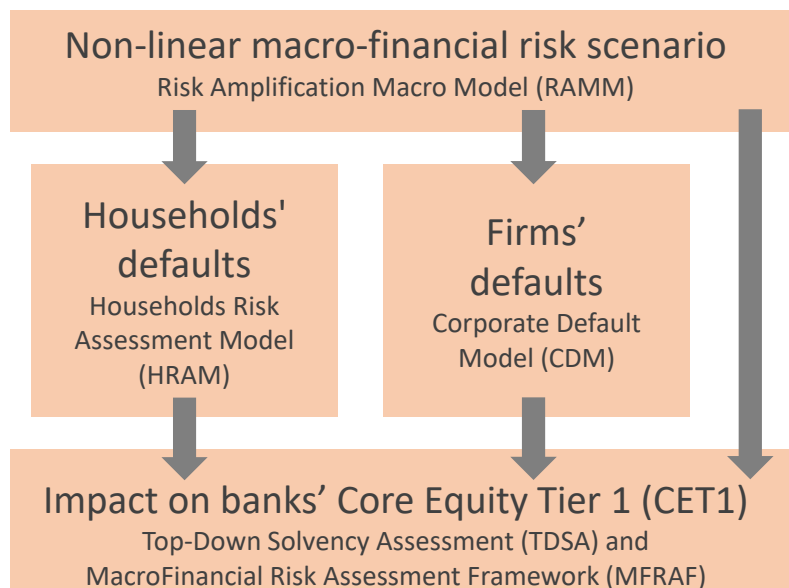 Non-linear macro-financial risk scenario
Risk Amplification Macro Model (RAMM)
Households'
defaults
Households Risk
Assessment Model
(HRAM)
Firms’
defaults
Corporate Default
Model (CDM)
Impact on banks’ Core Equity Tier 1 (CET1)
Top-Down Solvency Assessment (TDSA) and
MacroFinancial Risk Assessment Framework (MFRAF)